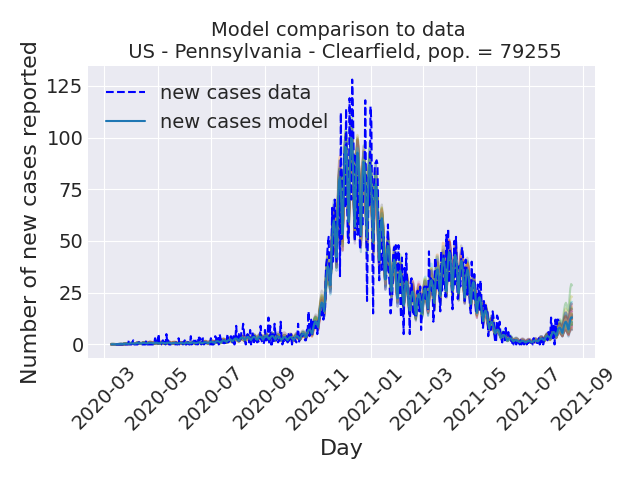 Model comparison to data
US - Pennsylvania - Clearfield, pop. = 79255
Number of new cases reported
125
100
75
50
25
0
new cases data
new cases model
2020-03
2020-05
2020-07
2020-09
2020-11
2021-01
2021-03
2021-05
2021-07
2021-09
Day